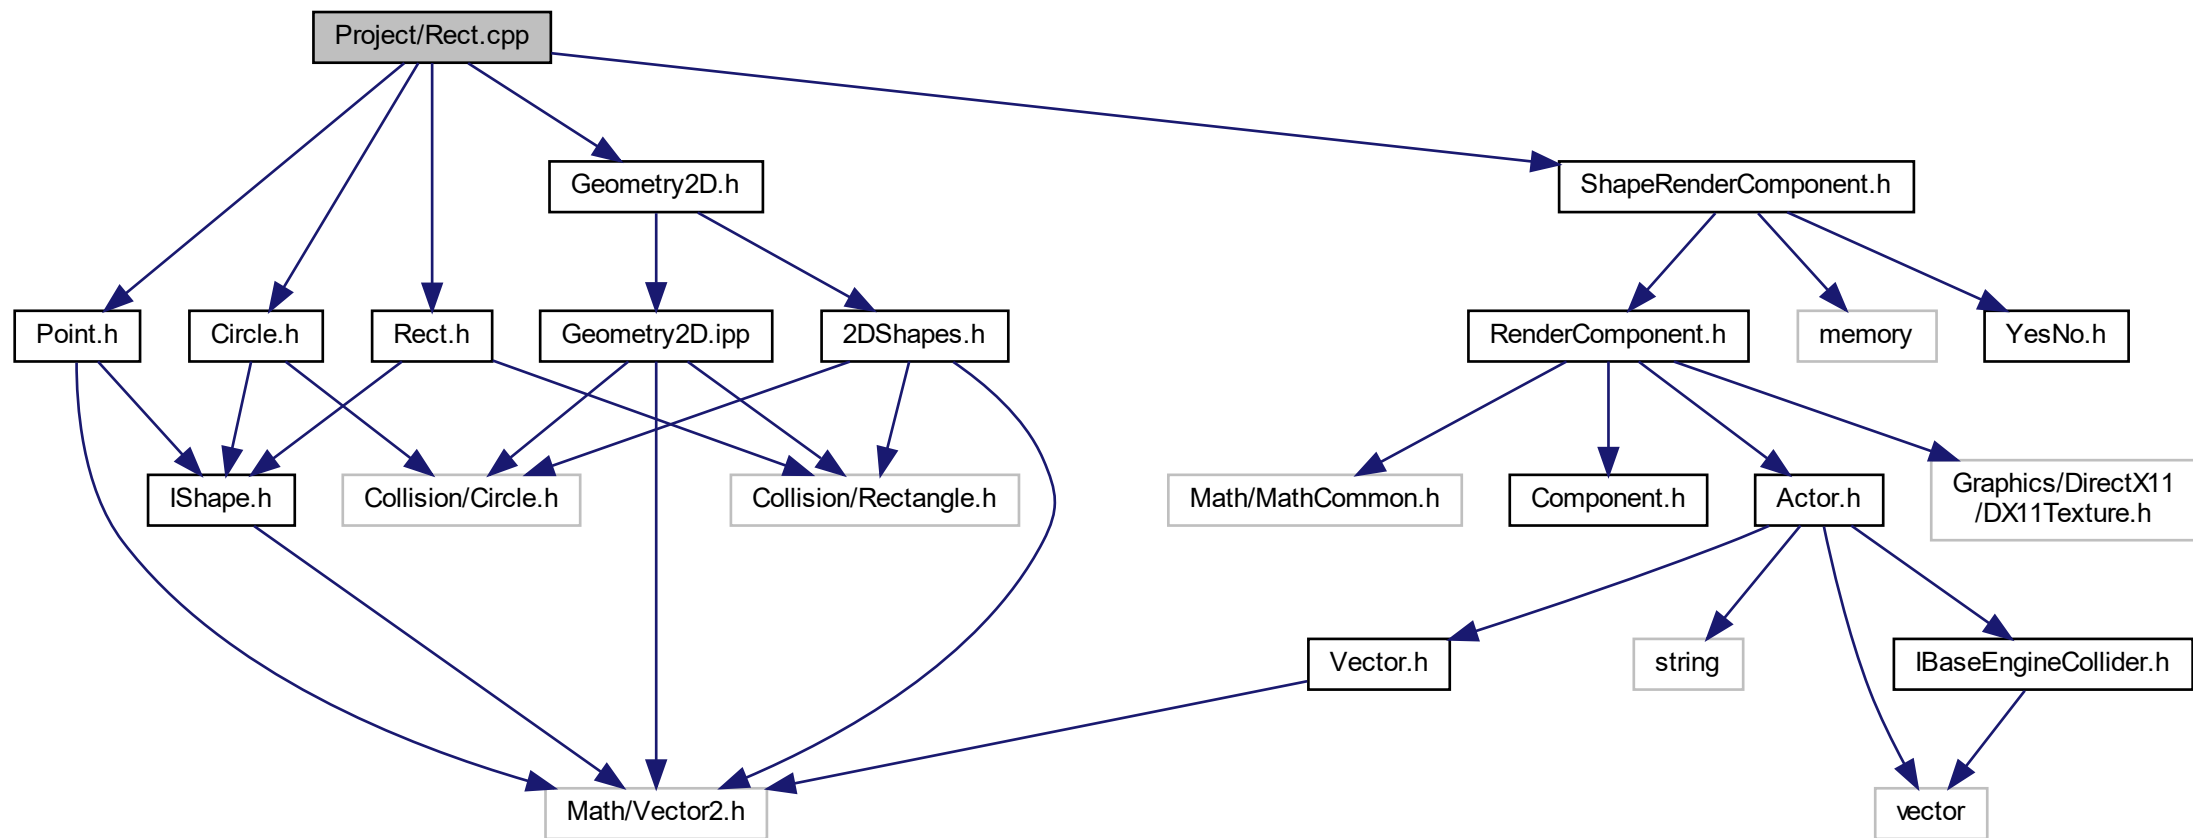 Project/Rect.cpp
Geometry2D.h
ShapeRenderComponent.h
Point.h
Circle.h
Rect.h
Geometry2D.ipp
2DShapes.h
RenderComponent.h
memory
YesNo.h
IShape.h
Collision/Circle.h
Collision/Rectangle.h
Math/MathCommon.h
Component.h
Actor.h
Graphics/DirectX11
/DX11Texture.h
Vector.h
string
IBaseEngineCollider.h
Math/Vector2.h
vector